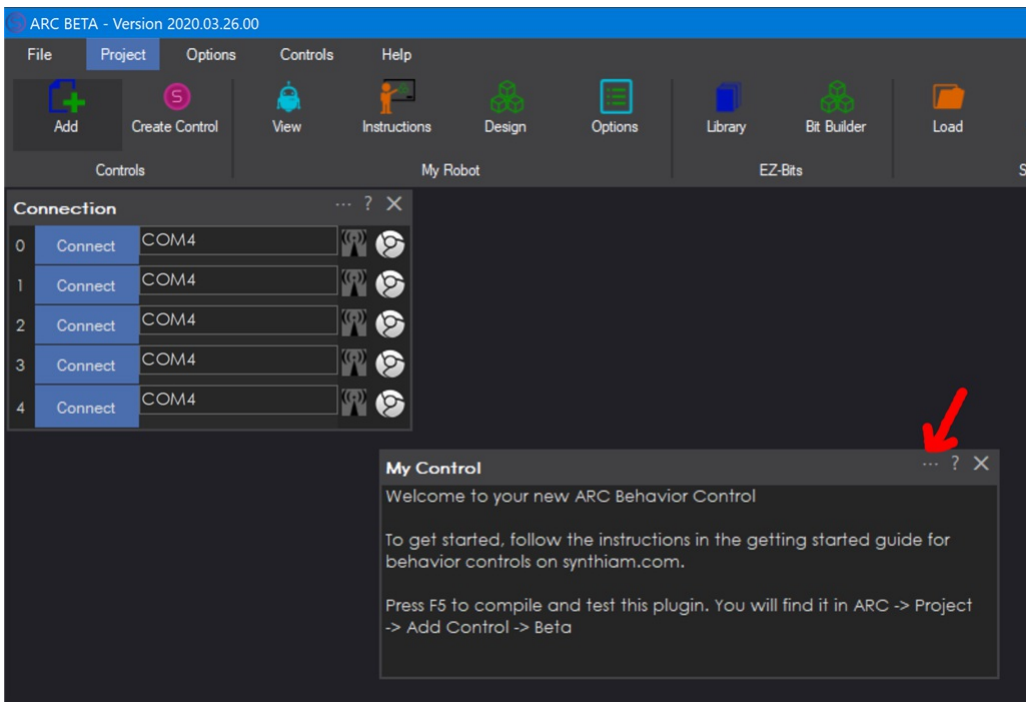 ARC BETA - Version 2020.03.26.00
File Project Options Controls Help
Add Create Control View Instructions Design Options Library Bit Builder Load
Controls My Robot EZ-Bits S
Connection ... ? X
0 Connect COM4
1 Connect COM4
2 Connect COM4
3 Connect COM4
4 Connect COM4
My Control ... ? X
Welcome to your new ARC Behavior Control
To get started, follow the instructions in the getting started guide for
behavior controls on synthiam.com.
Press F5 to compile and test this plugin. You will find it in ARC -> Project
-> Add Control -> Beta